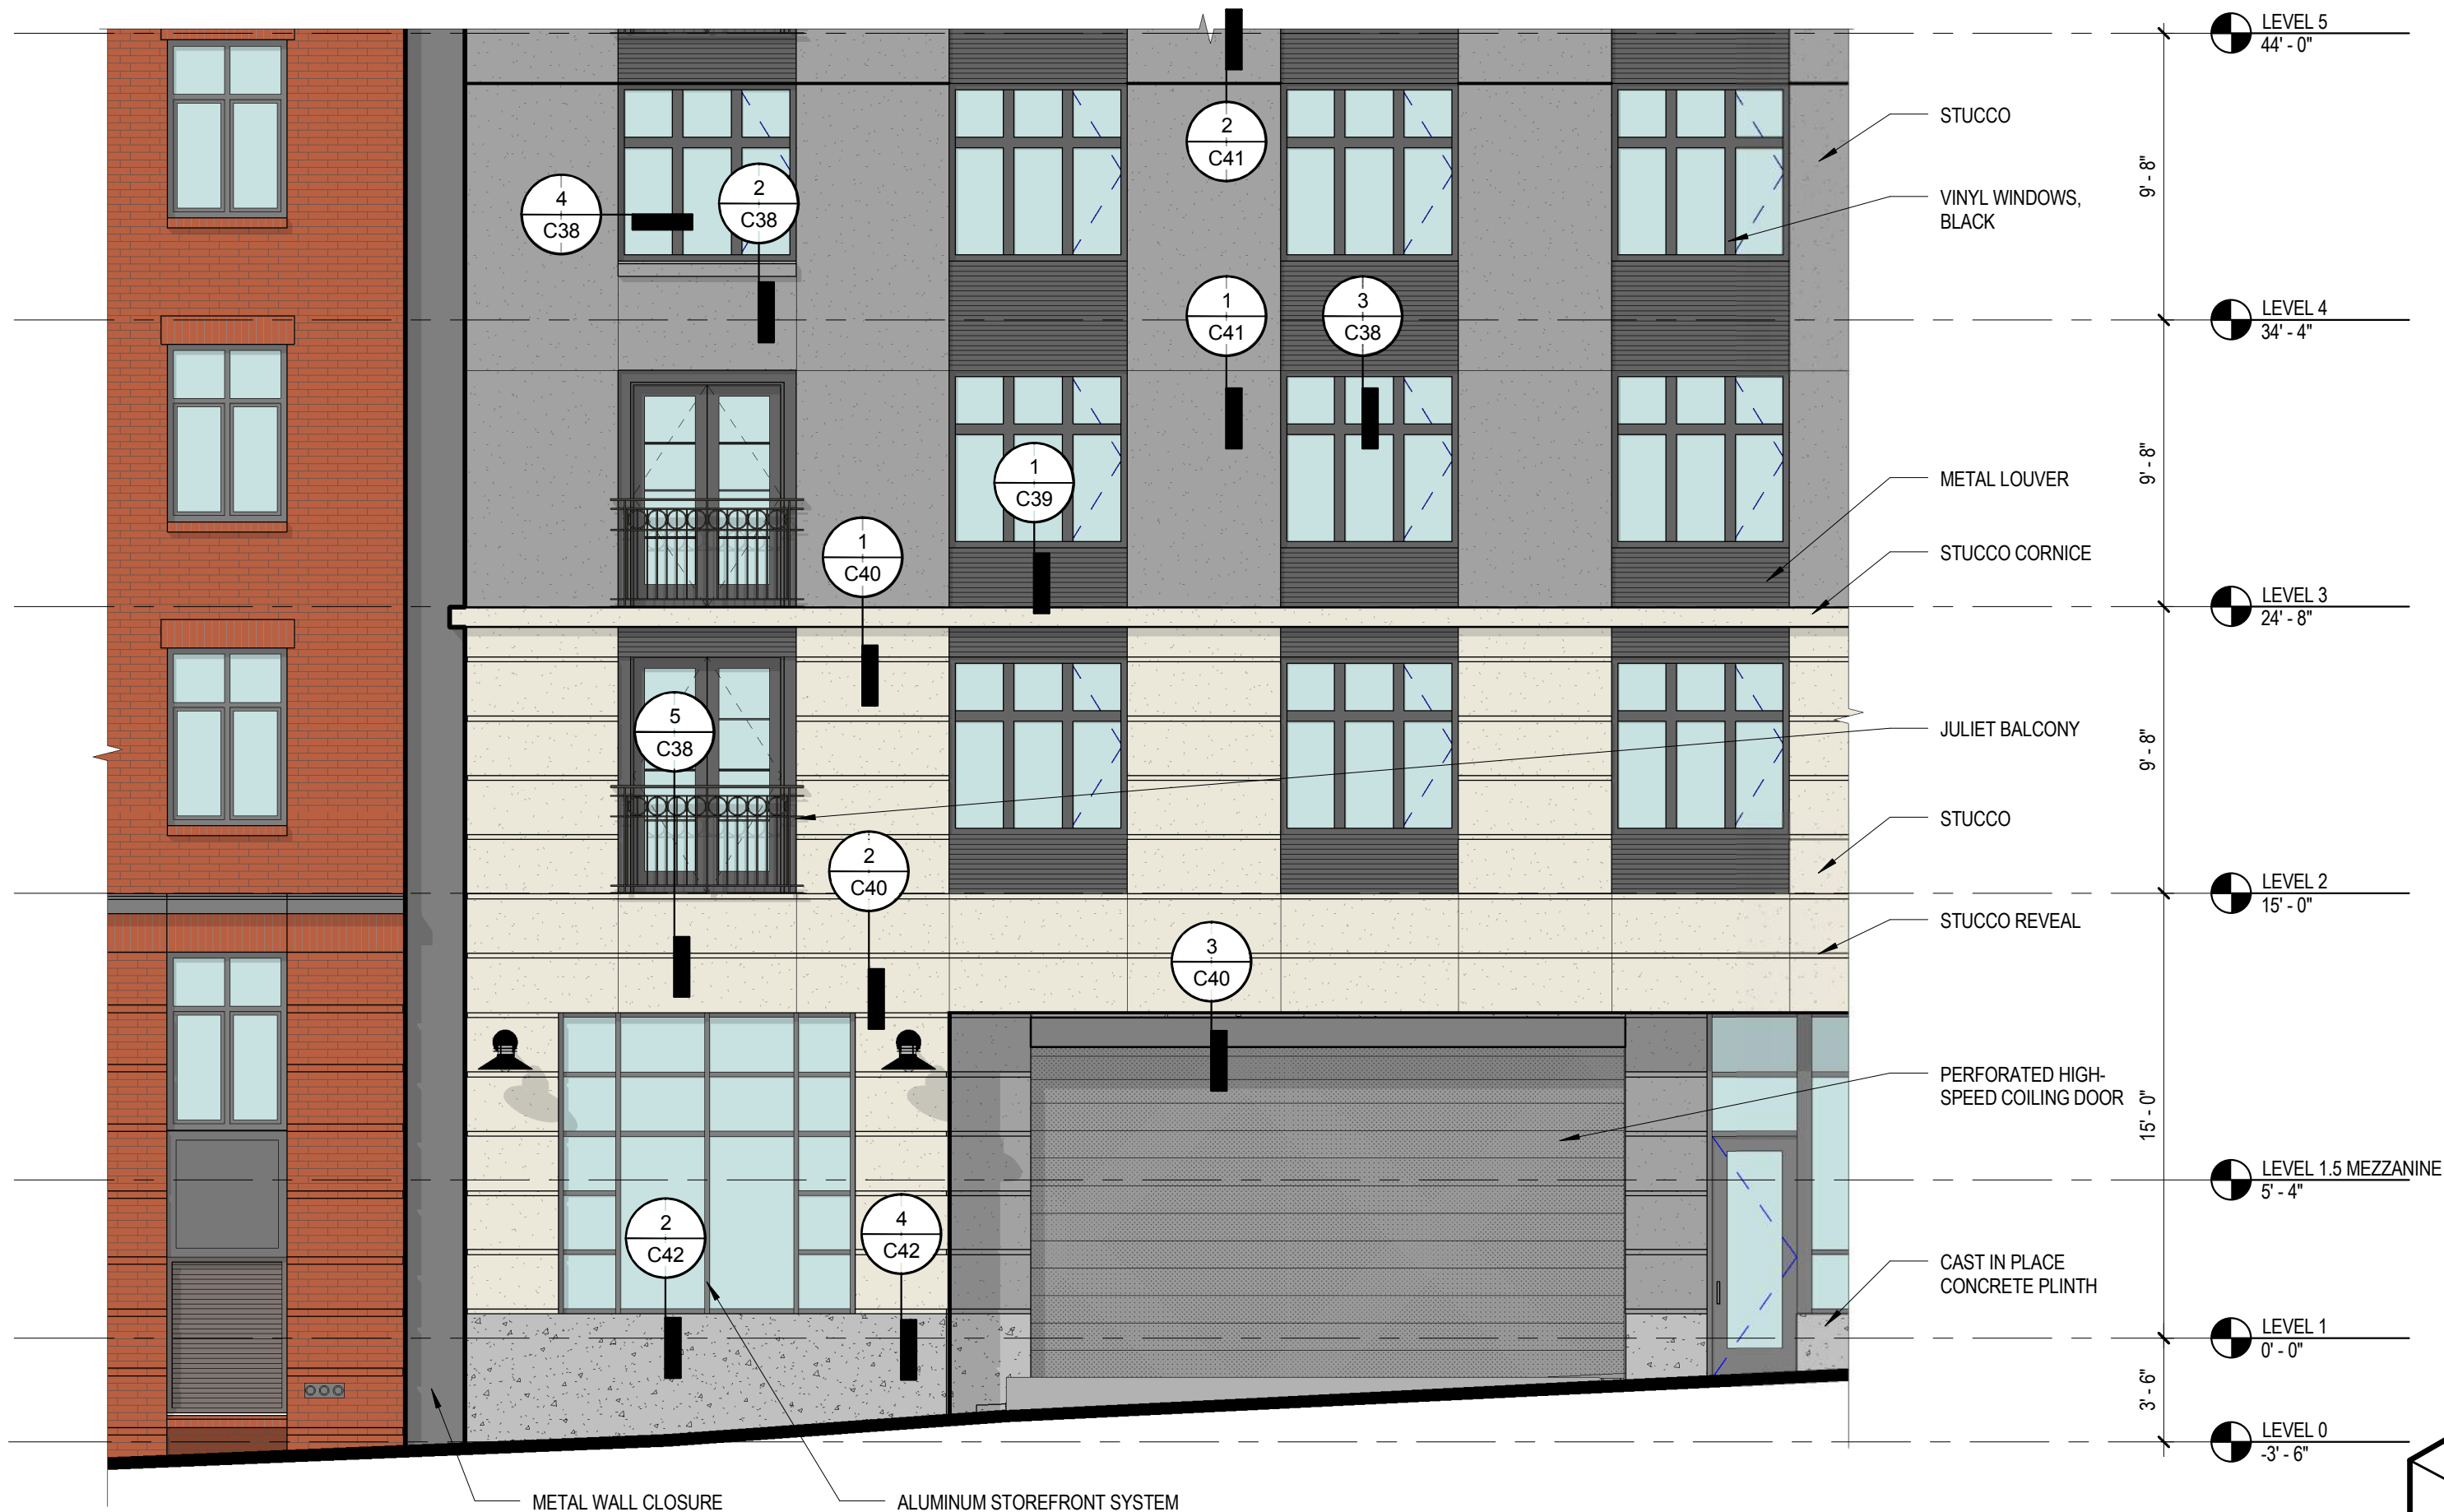 LEVEL 5
44' - 0"
STUCCO
2
C41
9' - 8"
4
C38
2
C38
VINYL WINDOWS,
BLACK
1
C41
3
C38
LEVEL 4
34' - 4"
1
C39
9' - 8"
METAL LOUVER
1
C40
STUCCO CORNICE
LEVEL 3
24' - 8"
5
C38
JULIET BALCONY
9' - 8"
STUCCO
2
C40
LEVEL 2
15' - 0"
STUCCO REVEAL
3
C40
PERFORATED HIGH-
SPEED COILING DOOR
15' - 0"
LEVEL 1.5 MEZZANINE
5' - 4"
2
C42
4
C42
CAST IN PLACE
CONCRETE PLINTH
LEVEL 1
0' - 0"
3' - 6"
LEVEL 0
-3' - 6"
METAL WALL CLOSURE
ALUMINUM STOREFRONT SYSTEM